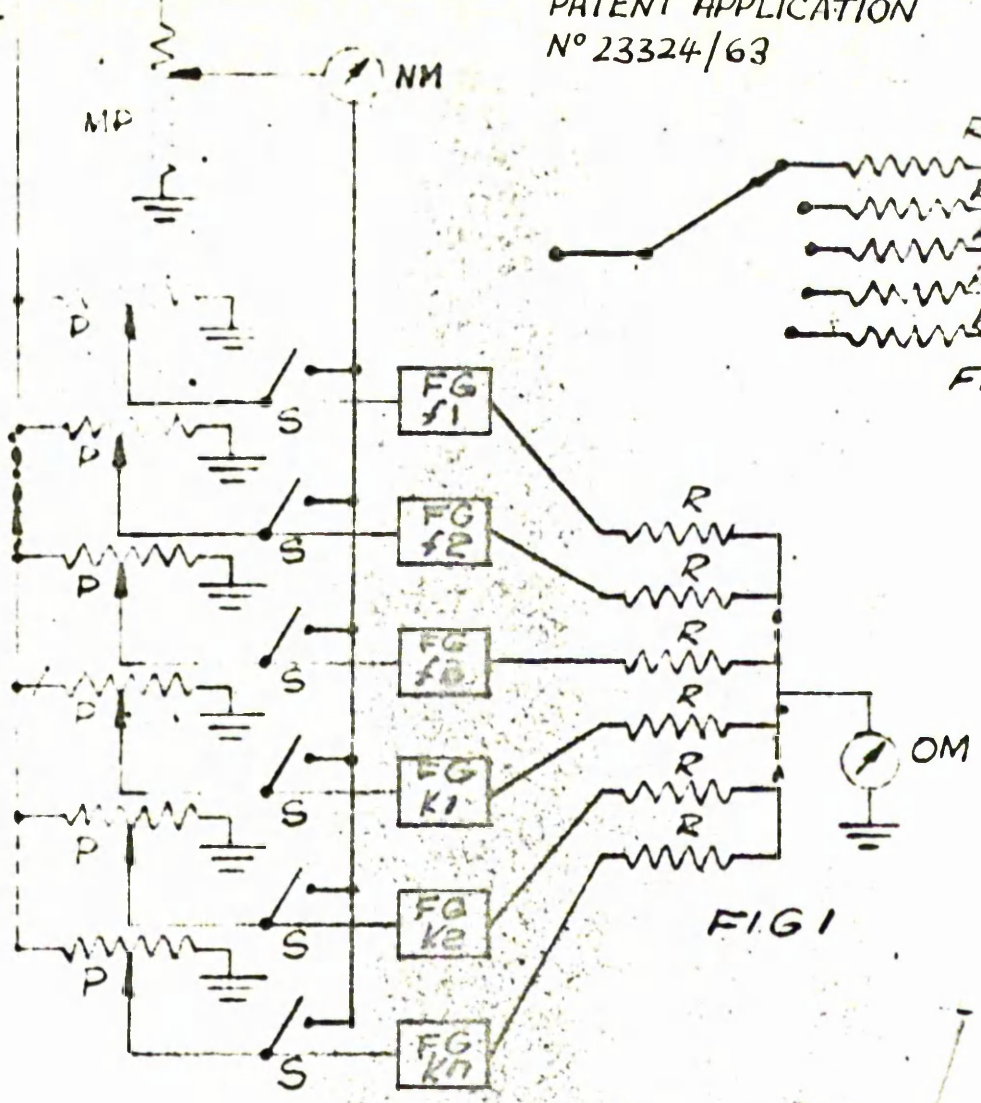 PATENT APPLICATION
Nº 23324/63
NM
MP
R
P
S
FG
f1
P
S
FG
f2
R
P
S
FG
R
R
P
S
FG
K1
R
OM
P
S
FG
K2
R
R
P
S
FG
Kn
FIG 1